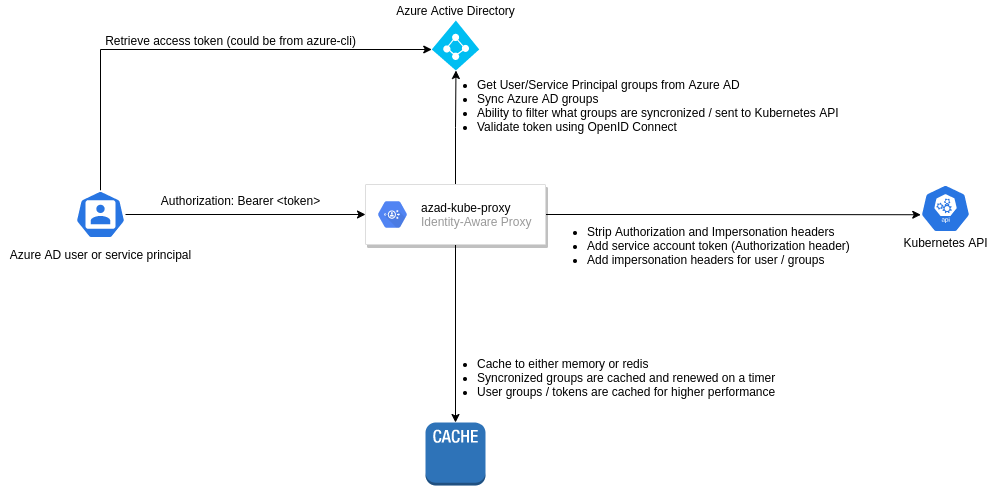 Azure Active Directory
Retrieve access token (could be from azure-cli)
Get User/Service Principal groups from Azure AD
Sync Azure AD groups
Ability to filter what groups are syncronized / sent to Kubernetes API
Validate token using OpenID Connect
Authorization: Bearer <token>
azad-kube-proxy
Identity-Aware Proxy
Azure AD user or service principal
api
Kubernetes API
Strip Authorization and Impersonation headers
Add service account token (Authorization header)
Add impersonation headers for user / groups
Cache to either memory or redis
Syncronized groups are cached and renewed on a timer
User groups / tokens are cached for higher performance
CACHE